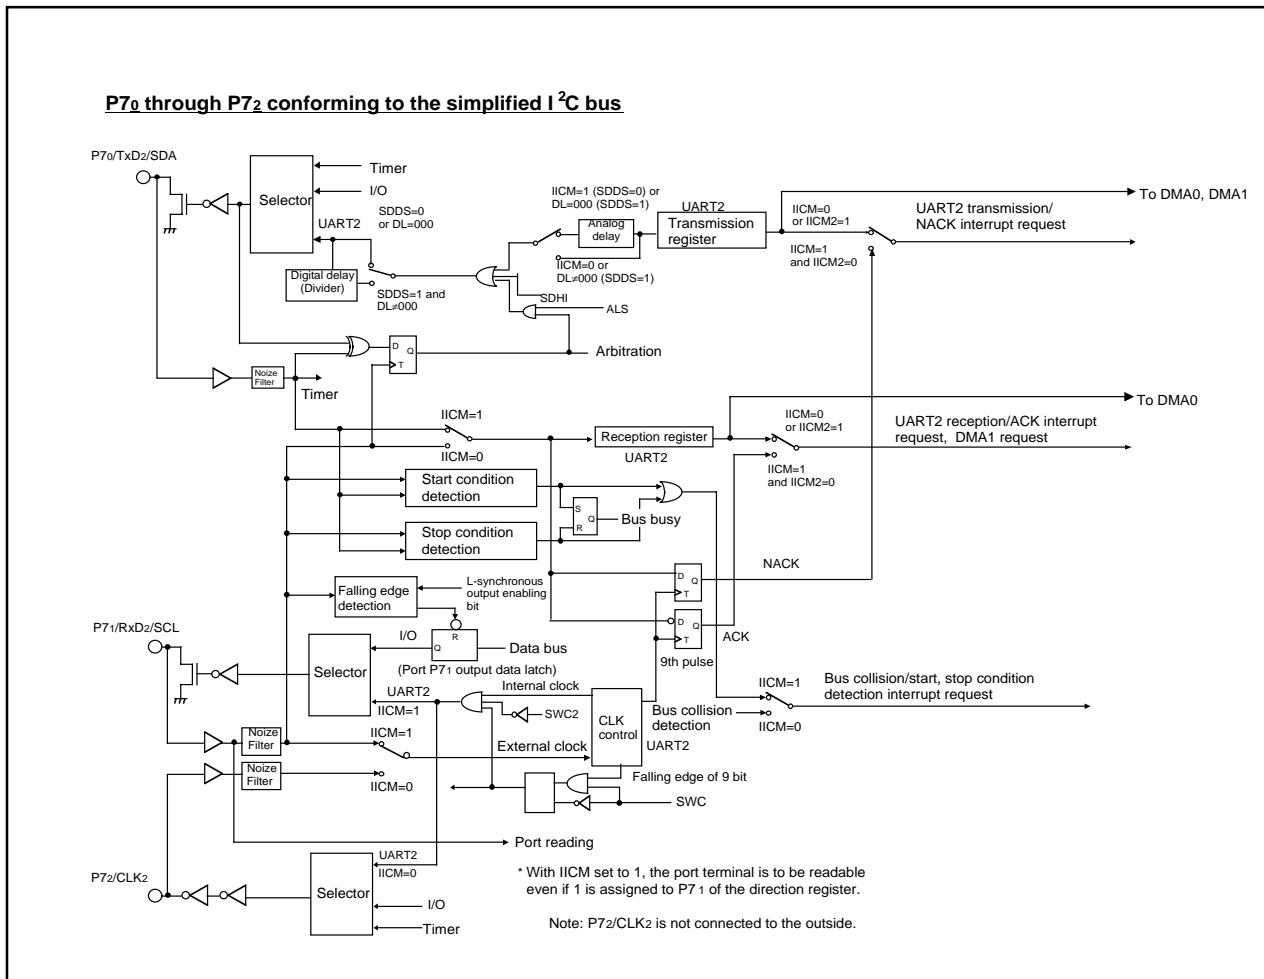 P70 through P72 conforming to the simplified I 2C bus
P70/TxD2/SDA
Selector
Timer
I/O
UART2
SDDS=0
or DL=000
Digital delay
(Divider)
SDDS=1 and
DL≠000
IICM=1 (SDDS=0) or
DL=000 (SDDS=1)
Analog
delay
IICM=0 or
DL≠000 (SDDS=1)
SDHI
ALS
UART2
Transmission
register
IICM=0
or IICM2=1
IICM=1
and IICM2=0
To DMA0, DMA1
UART2 transmission/
NACK interrupt
request
D
Q
T
Arbitration
Noize
Filter
Timer
IICM=1
IICM=0
Reception register
UART2
IICM=0
or IICM2=1
IICM=1
and IICM2=0
To DMA0
UART2 reception/ACK interrupt
request, DMA1 request
Start condition
detection
Stop condition
detection
S
R
Q
Bus busy
NACK
D
Q
T
D
Q
T
ACK
9th pulse
Falling edge
detection
L-synchronous
output enabling
bit
P71/RxD2/SCL
Selector
I/O
R
Q
Data bus
(Port P71 output data latch)
UART2
IICM=1
Internal clock
SWC2
CLK
control
UART2
Bus collision
detection
IICM=1
IICM=0
Bus collision/start, stop condition
detection interrupt request
Noize
Filter
IICM=1
External clock
Noize
Filter
IICM=0
Falling edge of 9 bit
SWC
Port reading
P72/CLK2
Selector
UART2
IICM=0
I/O
Timer
* With IICM set to 1, the port terminal is to be readable
even if 1 is assigned to P71 of the direction register.
Note: P72/CLK2 is not connected to the outside.